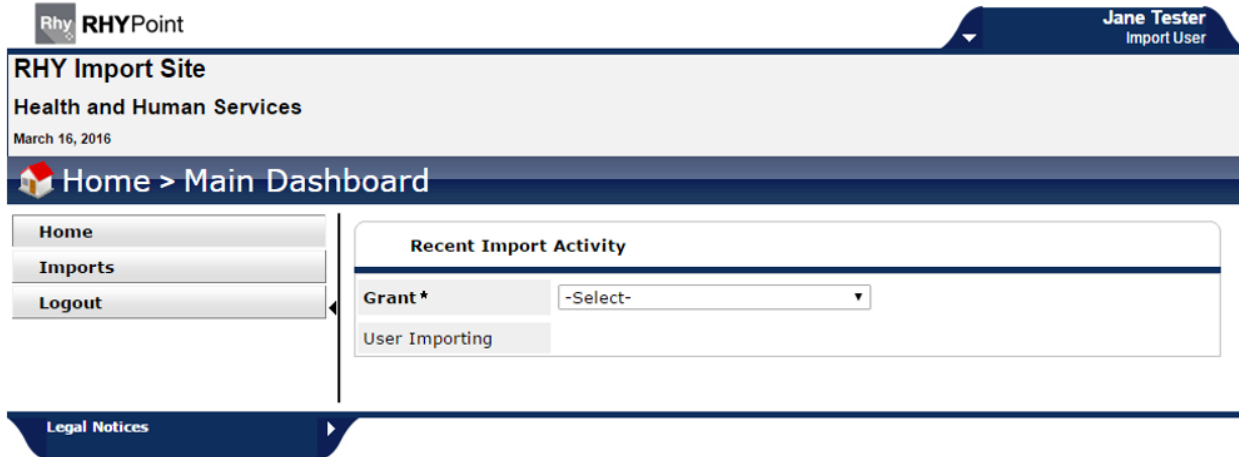 Rhy RHYPoint
Jane Tester
Import User
RHY Import Site
Health and Human Services
March 16, 2016
Home > Main Dashboard
Home
Imports
Logout
Recent Import Activity
Grant* -Select-
User Importing
Legal Notices